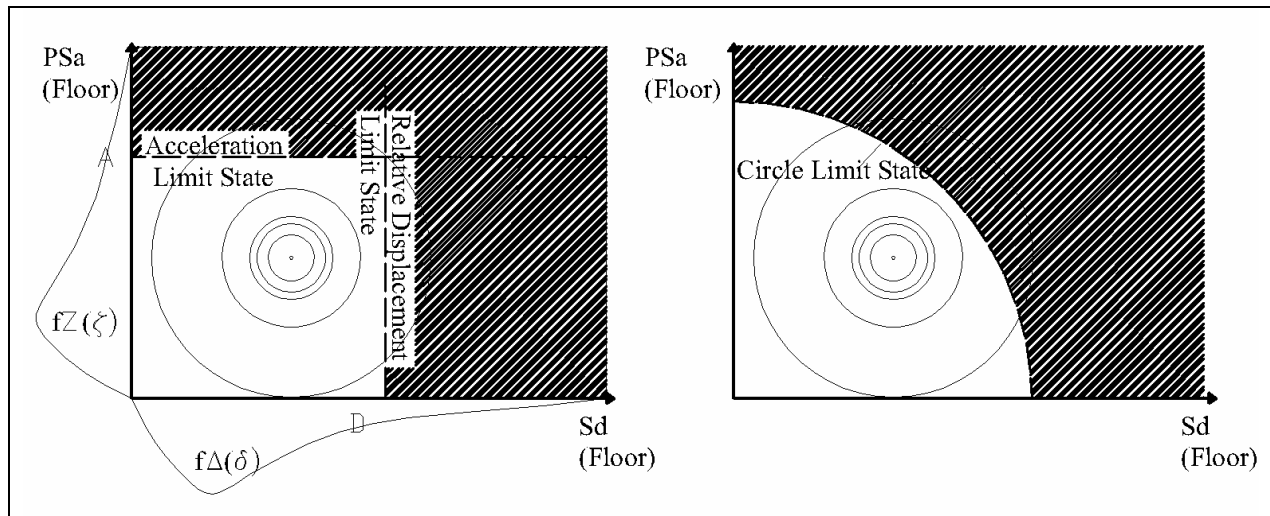 PSa
(Floor)
A
Acceleration
Limit State
Relative Displacement
Limit State
fZ(ζ)
D
fΔ(δ)
Sd
(Floor)
PSa
(Floor)
Circle Limit State
Sd
(Floor)